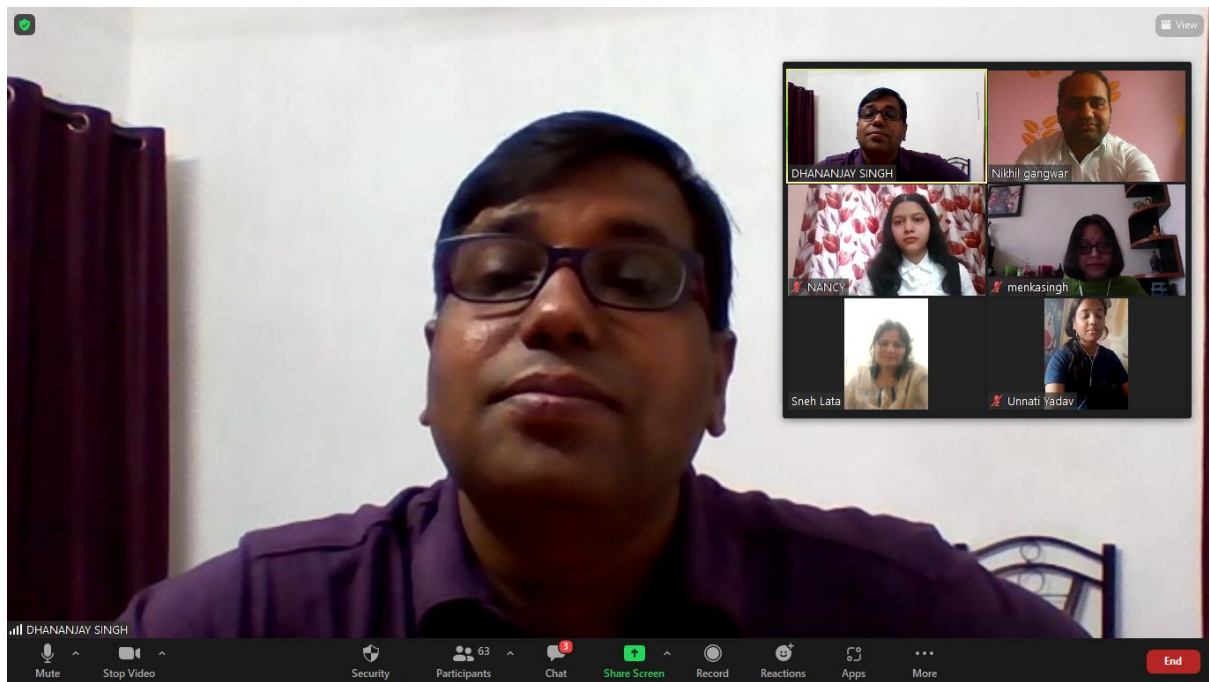 View
DHANANJAY SINGH
Nikhil gangwar
NANCY
menkasingh
Sneh Lata
Unnati Yadav
DHANANJAY SINGH
Mute
Stop Video
Security
63
Participants
3
Chat
Share Screen
Record
Reactions
Apps
More
End